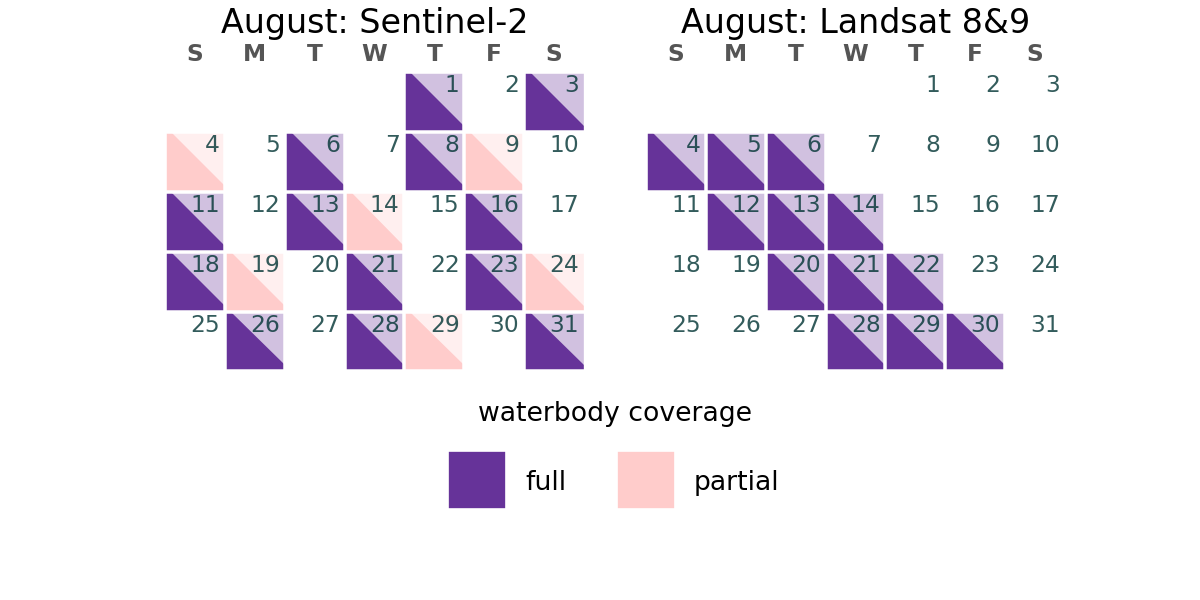 August: Sentinel-2
S M T W T F S
1 2 3
4 5 6 7 8 9 10
11 12 13 14 15 16 17
18 19 20 21 22 23 24
25 26 27 28 29 30 31
August: Landsat 8&9
S M T W T F S
1 2 3
4 5 6 7 8 9 10
11 12 13 14 15 16 17
18 19 20 21 22 23 24
25 26 27 28 29 30 31
waterbody coverage
full partial